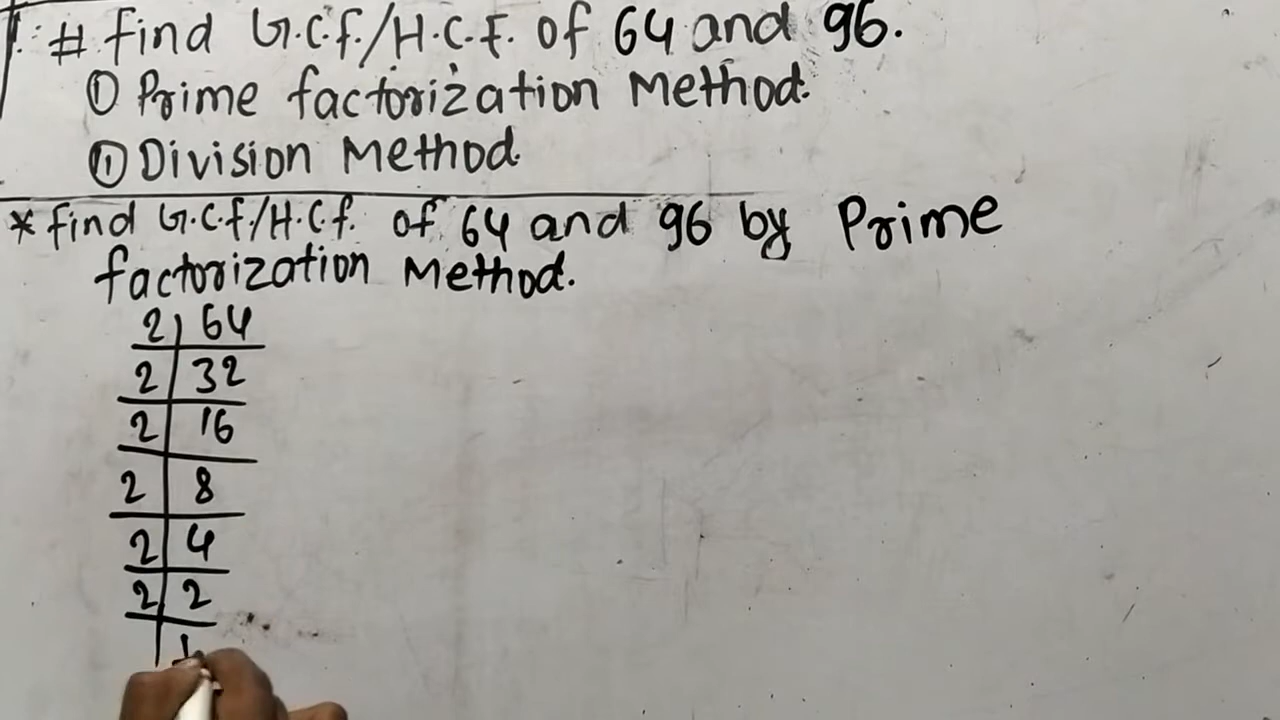 # Find G.C.F./H.C.F. of 64 and 96.
① Prime factorization Method.
① Division Method.
* Find G.C.F./H.C.F. of 64 and 96 by Prime
factorization Method.
2 64
2 32
2 16
2 8
2 4
2 2
1